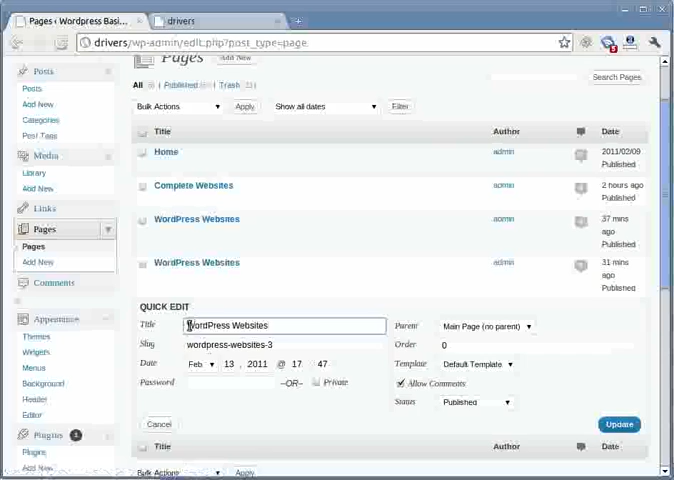 Pages ‹ Wordpress Basi... × drivers ×
drivers/wp-admin/edit.php?post_type=page
Posts
Posts
Add New
Categories
Post Tags
Media
Library
Add New
Links
Pages
Pages
Add New
Comments
Appearance
Themes
Widgets
Menus
Background
Header
Editor
Plugins 1
Plugins
Add New
Pages Add New
All Published Trash
Search Pages
Bulk Actions Apply Show all dates Filter
Title Author Date
Home admin 2011/02/09
Published
Complete Websites admin 2 hours ago
Published
WordPress Websites admin 37 mins
ago
Published
WordPress Websites admin 31 mins
ago
Published
QUICK EDIT
Title WordPress Websites
Slug wordpress-websites-3
Date Feb 13 , 2011 @ 17 47
Password –OR– Private
Parent Main Page (no parent)
Order 0
Template Default Template
Allow Comments
Status Published
Cancel Update
Title Author Date
Bulk Actions Apply